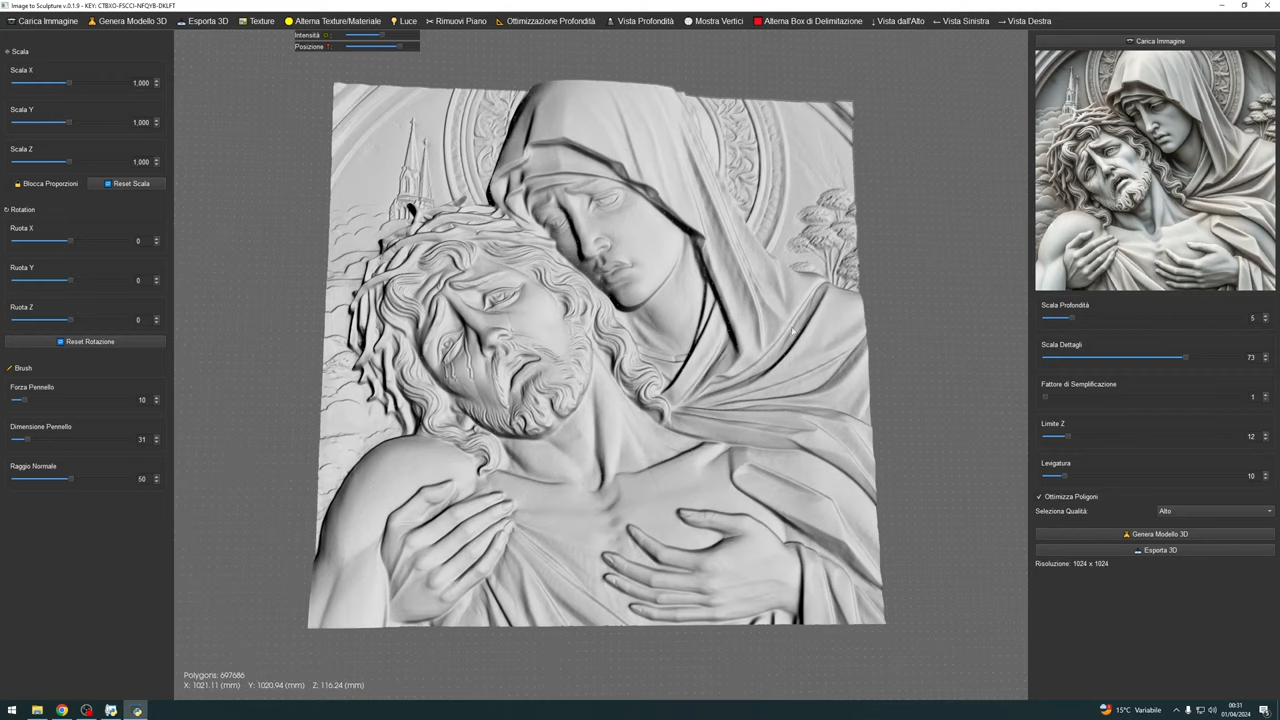 Image to Sculpture v.0.1.9 - KEY: CTBXO-FSCCI-NFQYB-DKLFT
Carica Immagine Genera Modello 3D Esporta 3D Texture Alterna Texture/Materiale Luce Rimuovi Piano Ottimizzazione Profondità Vista Profondità Mostra Vertici Alterna Box di Delimitazione Vista dall'Alto Vista Sinistra Vista Destra
Intensità :
Posizione :
Scala
Scala X
1,000
Scala Y
1,000
Scala Z
1,000
Blocca Proporzioni Reset Scala
Rotation
Ruota X
0
Ruota Y
0
Ruota Z
0
Reset Rotazione
Brush
Forza Pennello
10
Dimensione Pennello
31
Raggio Normale
50
Polygons: 697686
X: 1021.11 (mm) Y: 1020.94 (mm) Z: 116.24 (mm)
Carica Immagine
Scala Profondità
5
Scala Dettagli
73
Fattore di Semplificazione
1
Limite Z
12
Levigatura
10
Ottimizza Poligoni
Seleziona Qualità: Alto
Genera Modello 3D
Esporta 3D
Risoluzione: 1024 x 1024
15°C Variabile
00:31
01/04/2024